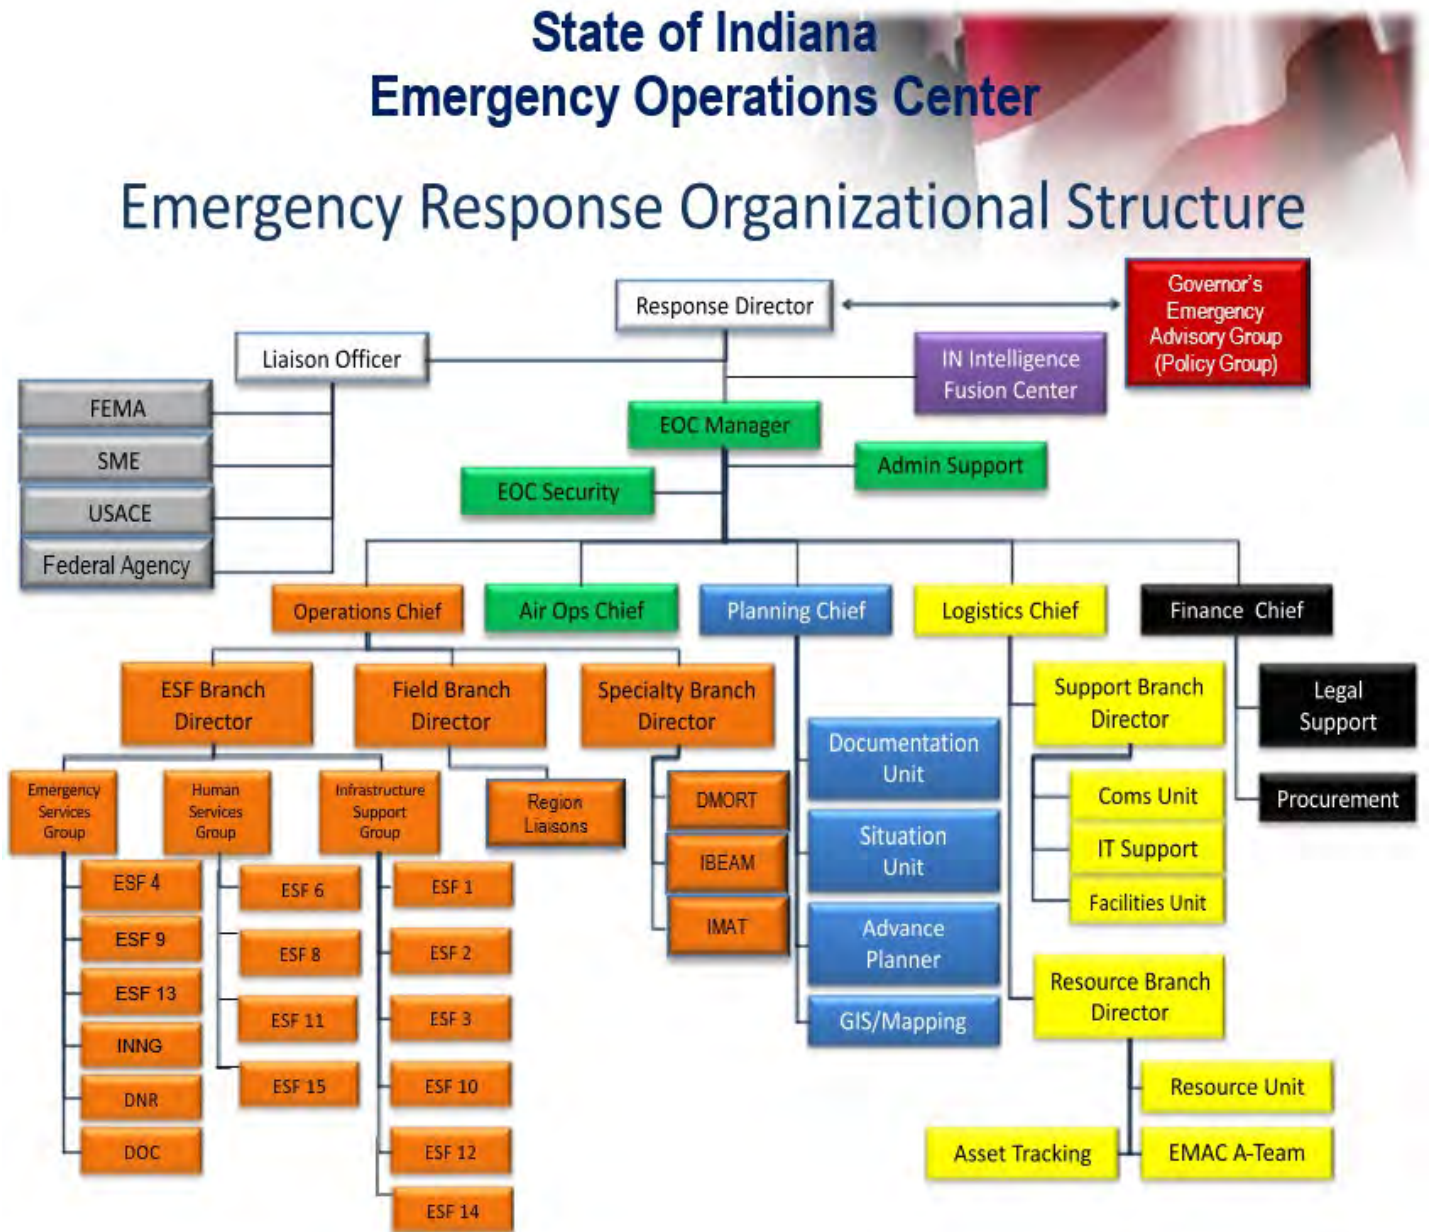 State of Indiana
Emergency Operations Center
Emergency Response Organizational Structure
Response Director
Governor's
Emergency
Advisory Group
(Policy Group)
Liaison Officer
IN Intelligence
Fusion Center
FEMA
SME
USACE
Federal Agency
EOC Manager
Admin Support
EOC Security
Operations Chief
Air Ops Chief
Planning Chief
Logistics Chief
Finance Chief
ESF Branch
Director
Field Branch
Director
Specialty Branch
Director
Support Branch
Director
Legal
Support
Documentation
Unit
Emergency
Services
Group
Human
Services
Group
Infrastructure
Support
Group
Region
Liaisons
DMORT
IBEAM
IMAT
Situation
Unit
Advance
Planner
GIS/Mapping
Coms Unit
IT Support
Facilities Unit
Procurement
ESF 4
ESF 9
ESF 13
INNG
DNR
DOC
ESF 6
ESF 8
ESF 11
ESF 15
ESF 1
ESF 2
ESF 3
ESF 10
ESF 12
ESF 14
Resource Branch
Director
Resource Unit
Asset Tracking
EMAC A-Team